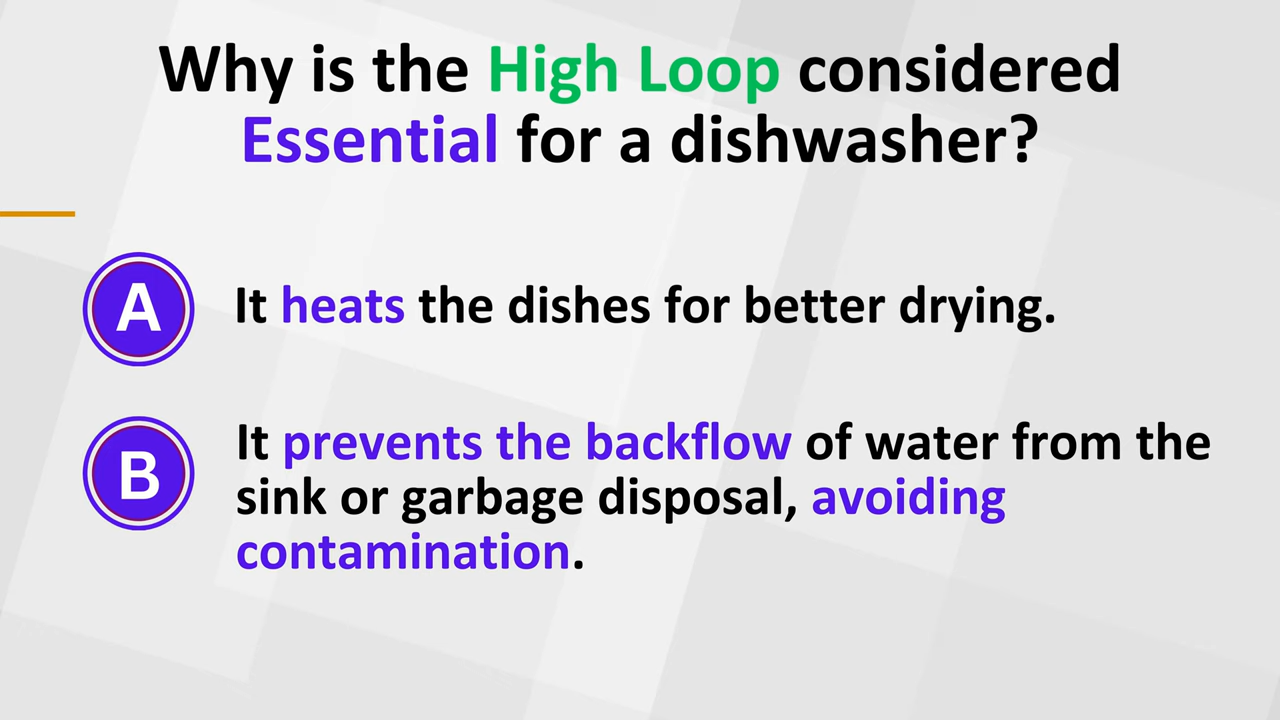 Why is the High Loop considered
Essential for a dishwasher?
A
It heats the dishes for better drying.
B
It prevents the backflow of water from the
sink or garbage disposal, avoiding
contamination.